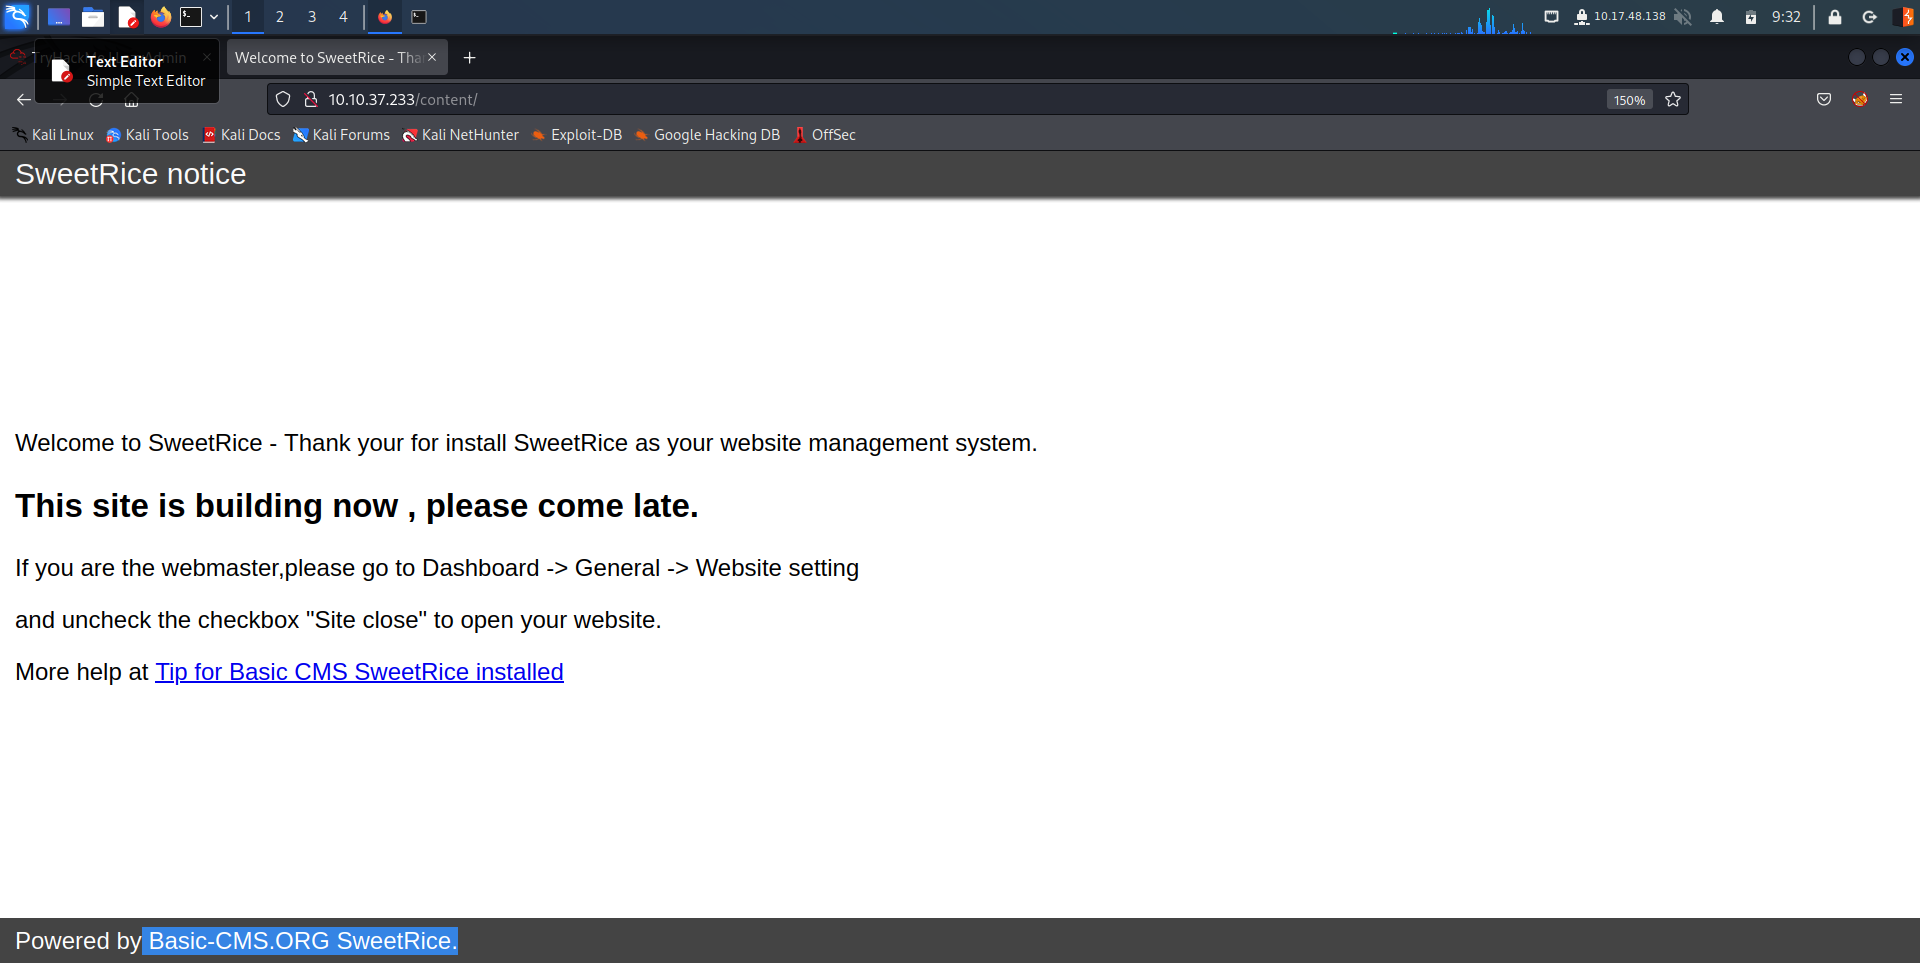 1 2 3 4
10.17.48.138
9:32
Text Editor
Simple Text Editor
Welcome to SweetRice - Tha
10.10.37.233/content/
150%
Kali Linux
Kali Tools
Kali Docs
Kali Forums
Kali NetHunter
Exploit-DB
Google Hacking DB
OffSec
SweetRice notice
Welcome to SweetRice - Thank your for install SweetRice as your website management system.
This site is building now , please come late.
If you are the webmaster,please go to Dashboard -> General -> Website setting
and uncheck the checkbox "Site close" to open your website.
More help at Tip for Basic CMS SweetRice installed
Powered by Basic-CMS.ORG SweetRice.